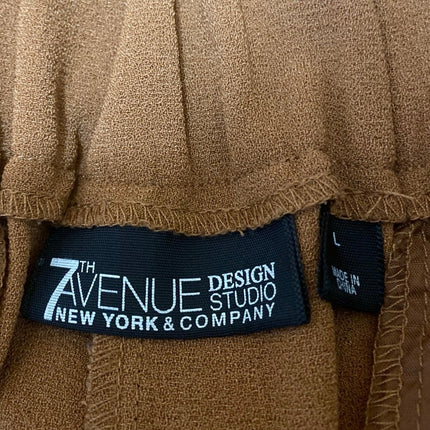 7TH AVENUE DESIGN STUDIO
NEW YORK & COMPANY
L
MADE IN
CHINA